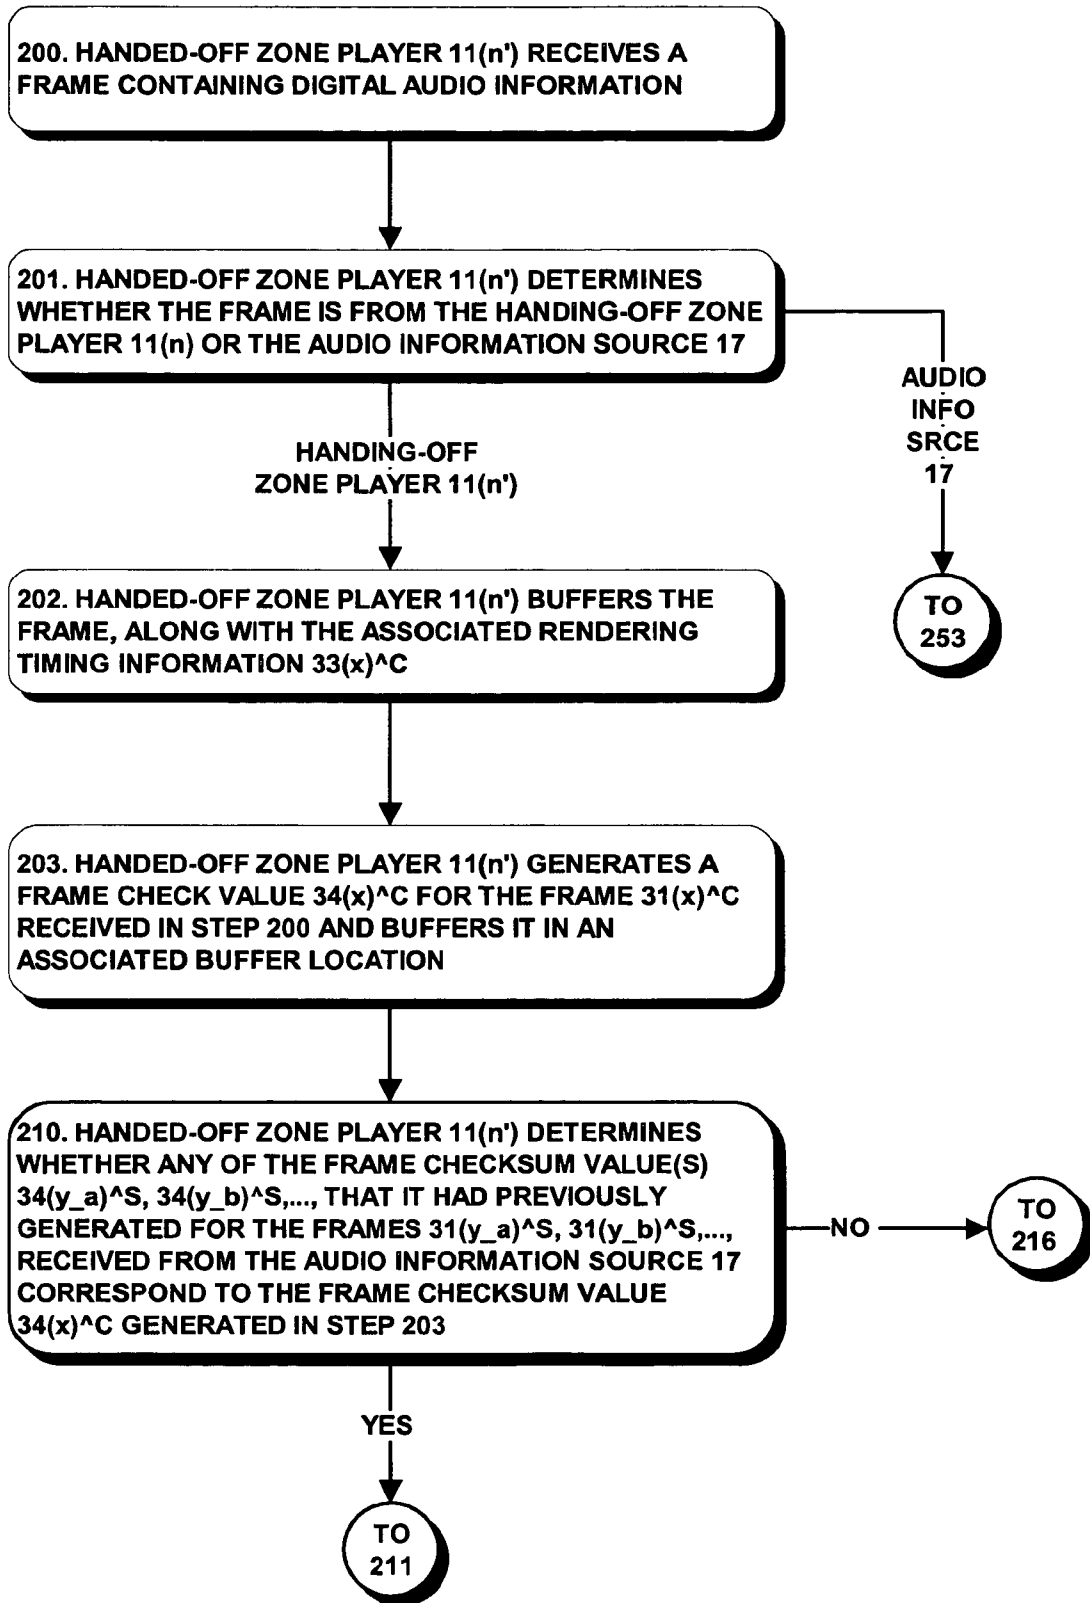 200. HANDED-OFF ZONE PLAYER 11(n') RECEIVES A
FRAME CONTAINING DIGITAL AUDIO INFORMATION
201. HANDED-OFF ZONE PLAYER 11(n') DETERMINES
WHETHER THE FRAME IS FROM THE HANDING-OFF ZONE
PLAYER 11(n) OR THE AUDIO INFORMATION SOURCE 17
AUDIO
INFO
SRCE
17
TO
253
HANDING-OFF
ZONE PLAYER 11(n')
202. HANDED-OFF ZONE PLAYER 11(n') BUFFERS THE
FRAME, ALONG WITH THE ASSOCIATED RENDERING
TIMING INFORMATION 33(x)^C
203. HANDED-OFF ZONE PLAYER 11(n') GENERATES A
FRAME CHECK VALUE 34(x)^C FOR THE FRAME 31(x)^C
RECEIVED IN STEP 200 AND BUFFERS IT IN AN
ASSOCIATED BUFFER LOCATION
210. HANDED-OFF ZONE PLAYER 11(n') DETERMINES
WHETHER ANY OF THE FRAME CHECKSUM VALUE(S)
34(y_a)^S, 34(y_b)^S,..., THAT IT HAD PREVIOUSLY
GENERATED FOR THE FRAMES 31(y_a)^S, 31(y_b)^S,...,
RECEIVED FROM THE AUDIO INFORMATION SOURCE 17
CORRESPOND TO THE FRAME CHECKSUM VALUE
34(x)^C GENERATED IN STEP 203
NO
TO
216
YES
TO
211